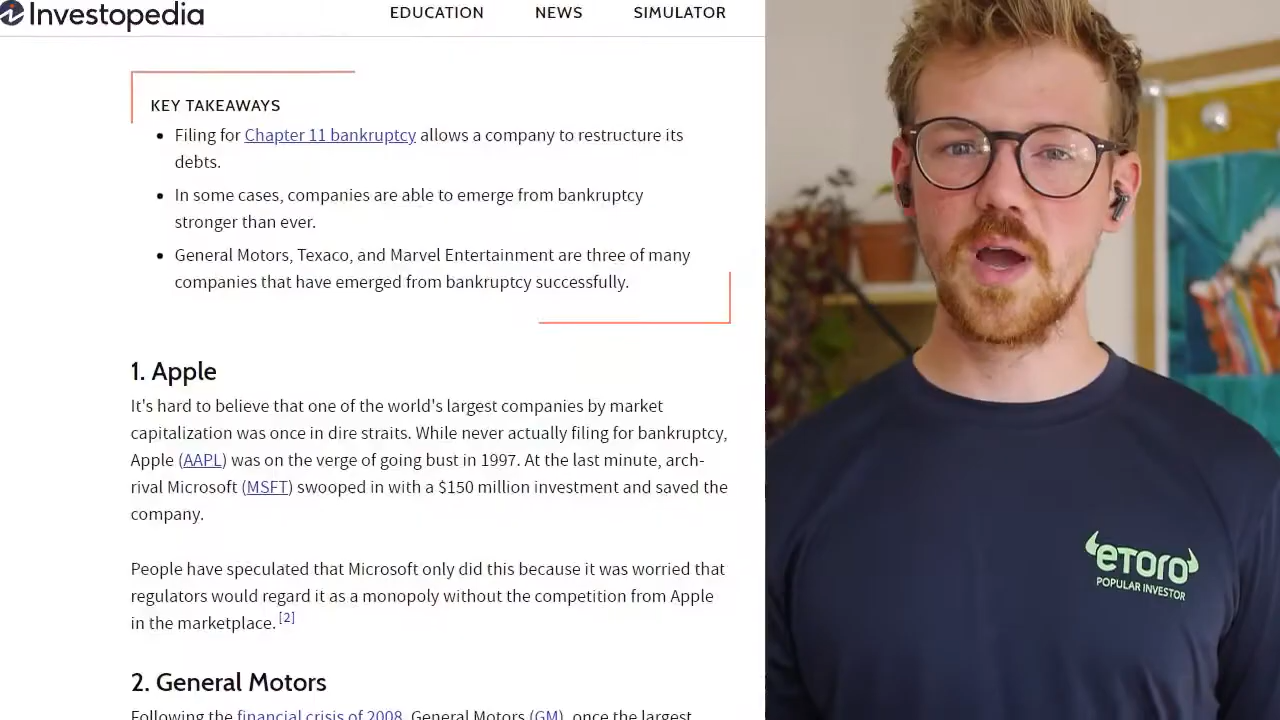 Investopedia
EDUCATION NEWS SIMULATOR
KEY TAKEAWAYS
• Filing for Chapter 11 bankruptcy allows a company to restructure its
debts.
• In some cases, companies are able to emerge from bankruptcy
stronger than ever.
• General Motors, Texaco, and Marvel Entertainment are three of many
companies that have emerged from bankruptcy successfully.
1. Apple
It's hard to believe that one of the world's largest companies by market
capitalization was once in dire straits. While never actually filing for bankruptcy,
Apple (AAPL) was on the verge of going bust in 1997. At the last minute, arch-
rival Microsoft (MSFT) swooped in with a $150 million investment and saved the
company.
People have speculated that Microsoft only did this because it was worried that
regulators would regard it as a monopoly without the competition from Apple
in the marketplace. [2]
2. General Motors
Following the financial crisis of 2008, General Motors (GM), once the largest
eToro
POPULAR INVESTOR